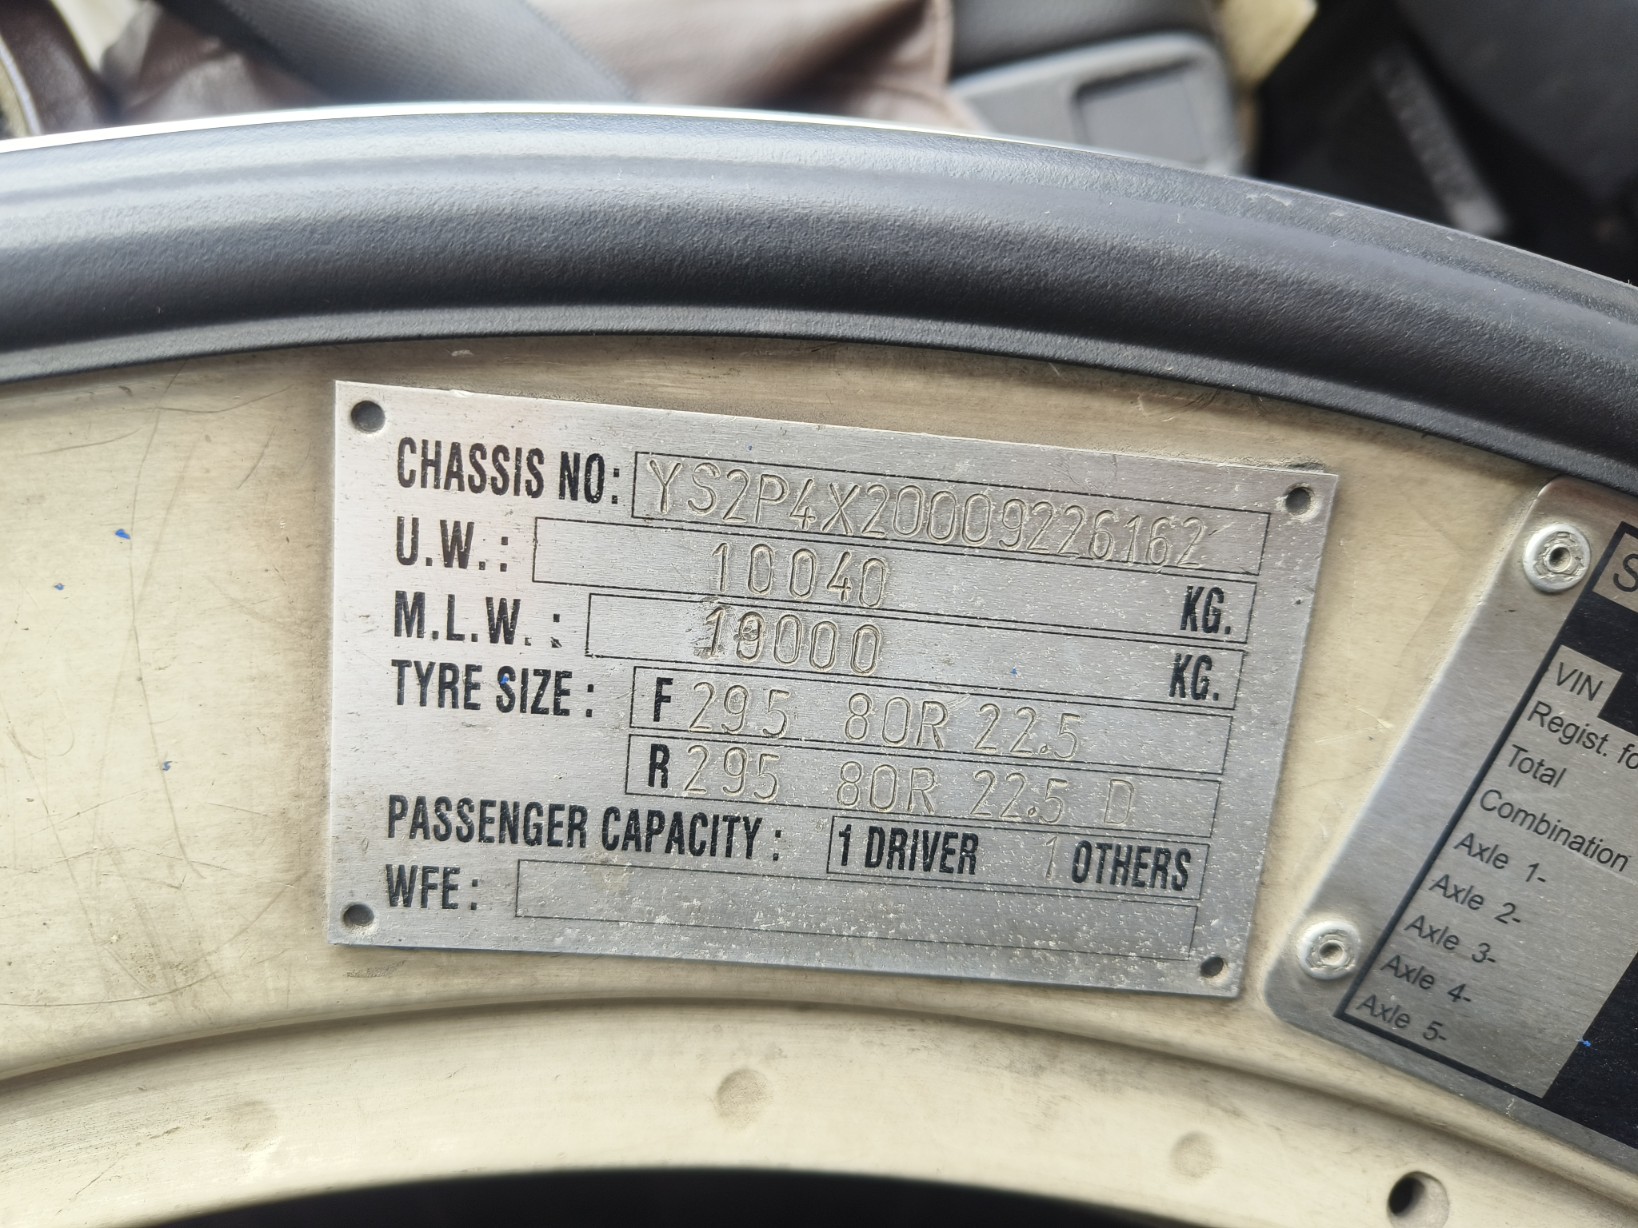 CHASSIS NO: YS2P4X20009226162
U.W.: 10040 KG.
M.L.W.: KG.
TYRE SIZE: F 295 80R 22.5
R 295 80R 22.5 D
PASSENGER CAPACITY: 1 DRIVER 1 OTHERS
WFE:
VIN
Regist. fo
Total
Combination
Axle 1-
Axle 2-
Axle 3-
Axle 4-
Axle 5-